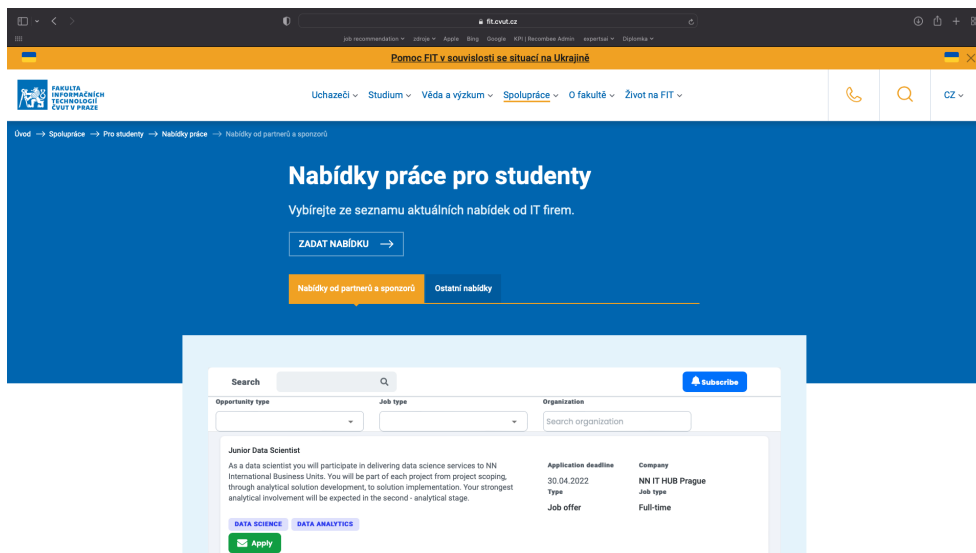 fit.cvut.cz
job recommendation zdroje Apple Bing Google KPI | Recombee Admin expertsai Diplomka
Pomoc FIT v souvislosti se situací na Ukrajině
FAKULTA
INFORMAČNÍCH
TECHNOLOGIÍ
ČVUT V PRAZE
Uchazeči Studium Věda a výzkum Spolupráce O fakultě Život na FIT
CZ
Úvod → Spolupráce → Pro studenty → Nabídky práce → Nabídky od partnerů a sponzorů
Nabídky práce pro studenty
Vybírejte ze seznamu aktuálních nabídek od IT firem.
ZADAT NABÍDKU →
Nabídky od partnerů a sponzorů Ostatní nabídky
Search
Subscribe
Opportunity type Job type Organization
Search organization
Junior Data Scientist
As a data scientist you will participate in delivering data science services to NN
International Business Units. You will be part of each project from project scoping,
through analytical solution development, to solution implementation. Your strongest
analytical involvement will be expected in the second - analytical stage.
Application deadline Company
30.04.2022 NN IT HUB Prague
Type Job type
Job offer Full-time
DATA SCIENCE DATA ANALYTICS
Apply